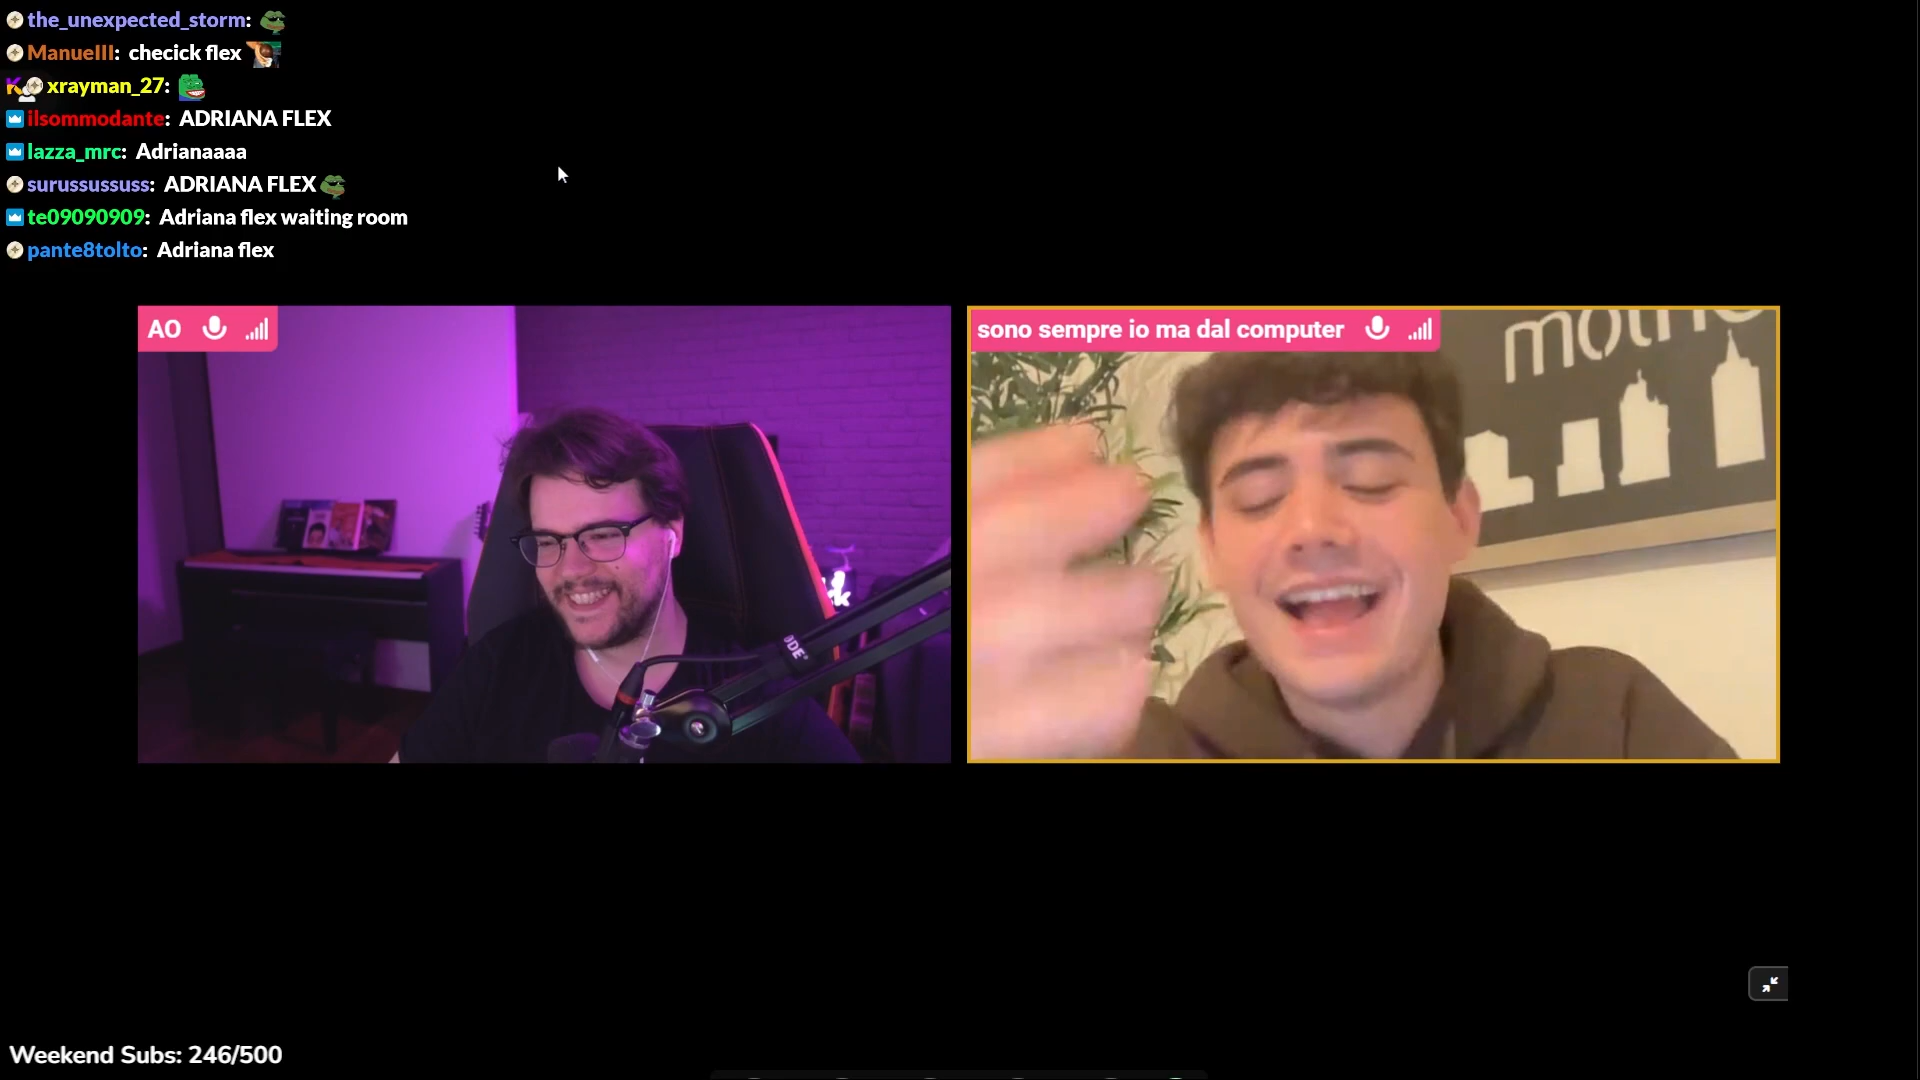 the_unexpected_storm:
ManuelII: checick flex
xrayman_27:
ilsommodante: ADRIANA FLEX
lazza_mrc: Adrianaaaa
surussussuss: ADRIANA FLEX
te09090909: Adriana flex waiting room
pante8tolto: Adriana flex
AO
sono sempre io ma dal computer
Weekend Subs: 246/500